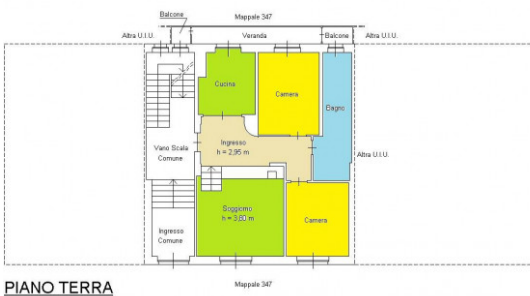 Balcone
Mappale 347
Altra U.I.U.
Veranda
Balcone
Altra U.I.U.
Cucina
Camera
Bagno
Vano Scala
Comune
Ingresso
h = 2,95 m
Altra U.I.U.
Soggiorno
h = 3,60 m
Camera
Ingresso
Comune
PIANO TERRA
Mappale 347